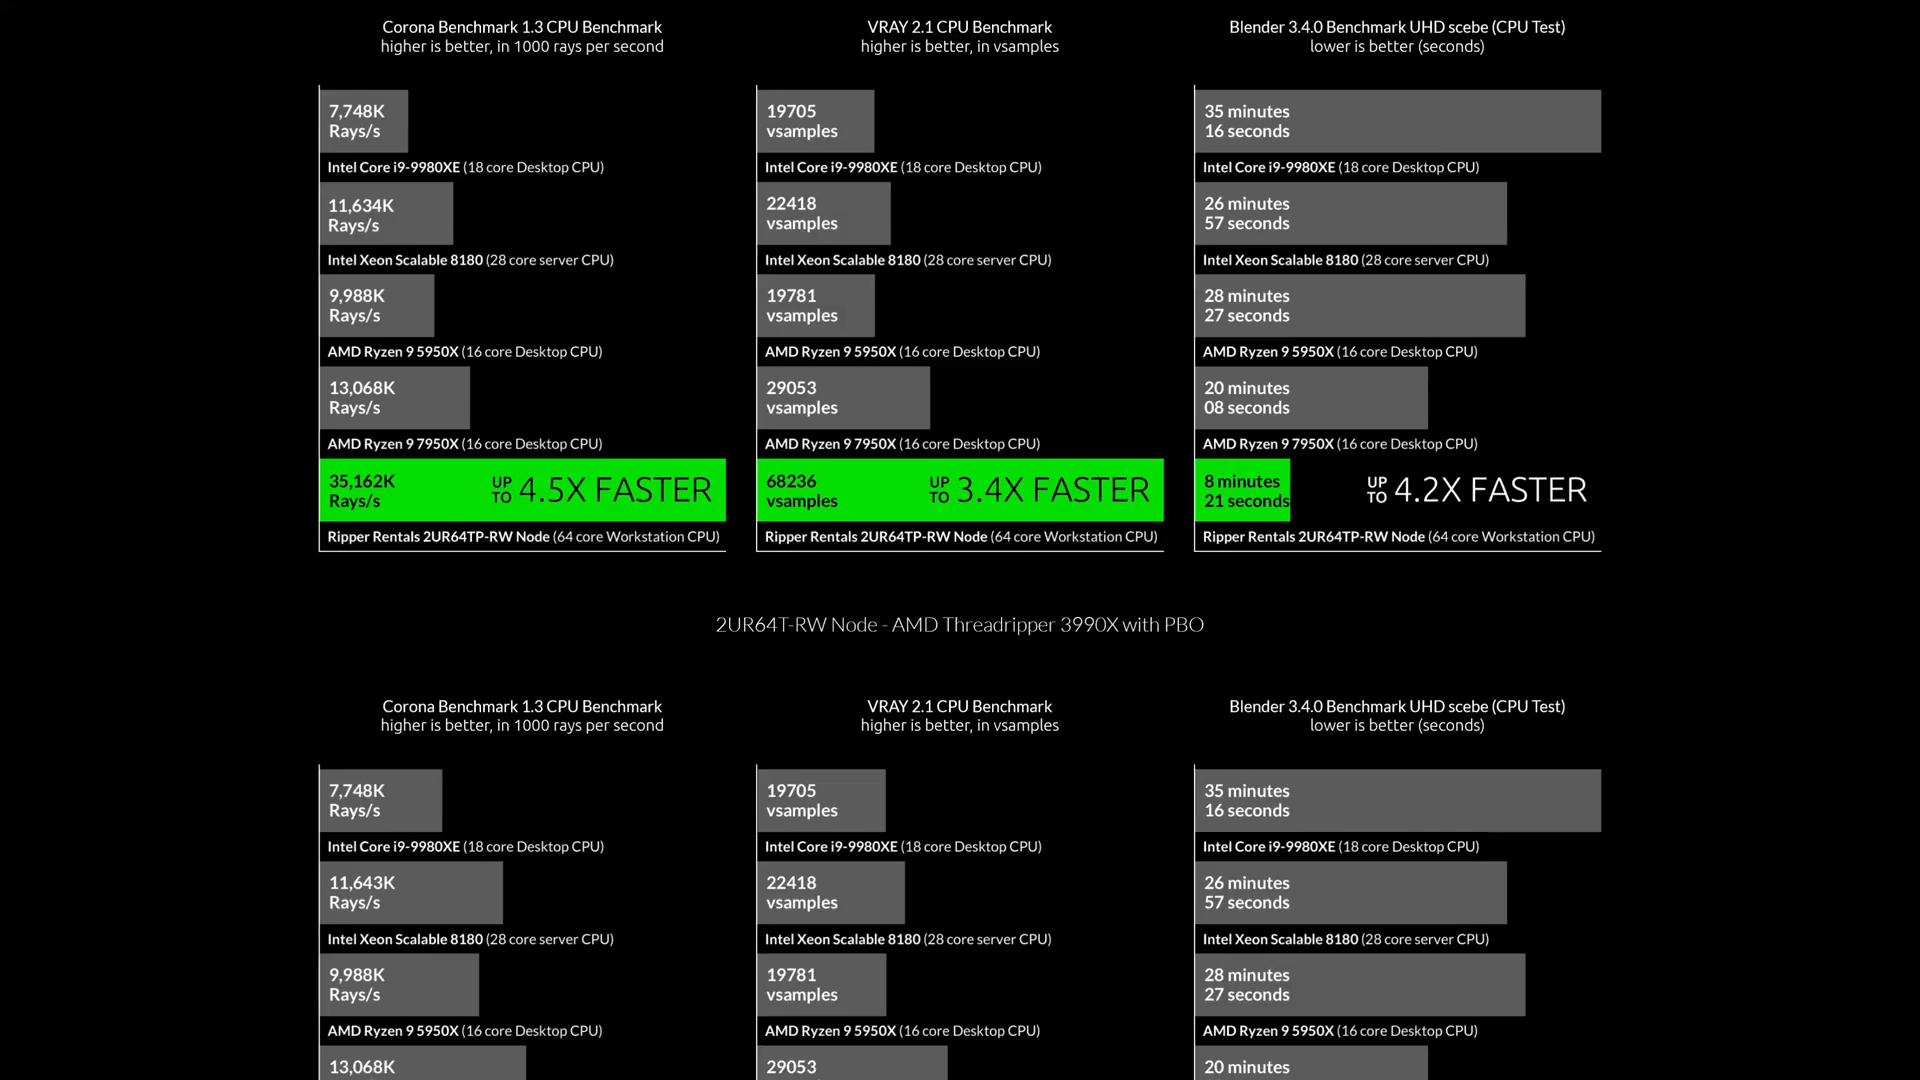 Corona Benchmark 1.3 CPU Benchmark
higher is better, in 1000 rays per second
7,748K
Rays/s
Intel Core i9-9980XE (18 core Desktop CPU)
11,634K
Rays/s
Intel Xeon Scalable 8180 (28 core server CPU)
9,988K
Rays/s
AMD Ryzen 9 5950X (16 core Desktop CPU)
13,068K
Rays/s
AMD Ryzen 9 7950X (16 core Desktop CPU)
35,162K
Rays/s
UP TO 4.5X FASTER
Ripper Rentals 2UR64TP-RW Node (64 core Workstation CPU)
VRAY 2.1 CPU Benchmark
higher is better, in vsamples
19705
vsamples
Intel Core i9-9980XE (18 core Desktop CPU)
22418
vsamples
Intel Xeon Scalable 8180 (28 core server CPU)
19781
vsamples
AMD Ryzen 9 5950X (16 core Desktop CPU)
29053
vsamples
AMD Ryzen 9 7950X (16 core Desktop CPU)
68236
vsamples
UP TO 3.4X FASTER
Ripper Rentals 2UR64TP-RW Node (64 core Workstation CPU)
Blender 3.4.0 Benchmark UHD scebe (CPU Test)
lower is better (seconds)
35 minutes
16 seconds
Intel Core i9-9980XE (18 core Desktop CPU)
26 minutes
57 seconds
Intel Xeon Scalable 8180 (28 core server CPU)
28 minutes
27 seconds
AMD Ryzen 9 5950X (16 core Desktop CPU)
20 minutes
08 seconds
AMD Ryzen 9 7950X (16 core Desktop CPU)
8 minutes
21 seconds
UP TO 4.2X FASTER
Ripper Rentals 2UR64TP-RW Node (64 core Workstation CPU)
2UR64T-RW Node - AMD Threadripper 3990X with PBO
Corona Benchmark 1.3 CPU Benchmark
higher is better, in 1000 rays per second
7,748K
Rays/s
Intel Core i9-9980XE (18 core Desktop CPU)
11,643K
Rays/s
Intel Xeon Scalable 8180 (28 core server CPU)
9,988K
Rays/s
AMD Ryzen 9 5950X (16 core Desktop CPU)
13,068K
VRAY 2.1 CPU Benchmark
higher is better, in vsamples
19705
vsamples
Intel Core i9-9980XE (18 core Desktop CPU)
22418
vsamples
Intel Xeon Scalable 8180 (28 core server CPU)
19781
vsamples
AMD Ryzen 9 5950X (16 core Desktop CPU)
29053
Blender 3.4.0 Benchmark UHD scebe (CPU Test)
lower is better (seconds)
35 minutes
16 seconds
Intel Core i9-9980XE (18 core Desktop CPU)
26 minutes
57 seconds
Intel Xeon Scalable 8180 (28 core server CPU)
28 minutes
27 seconds
AMD Ryzen 9 5950X (16 core Desktop CPU)
20 minutes